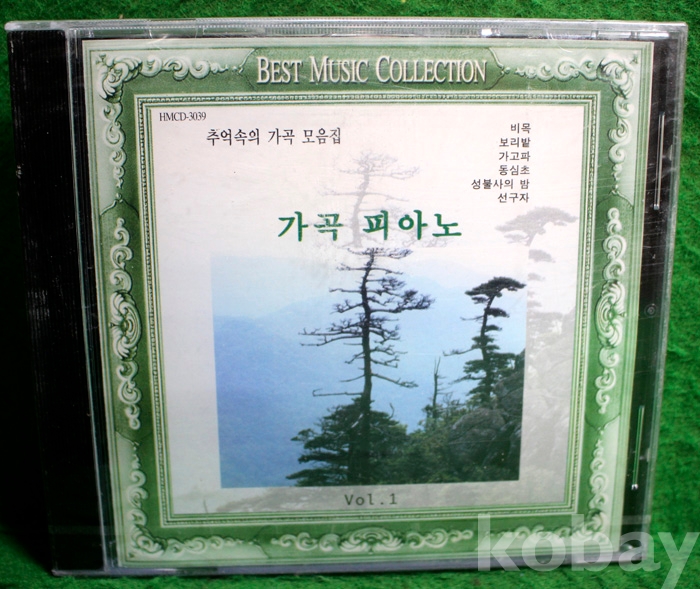 BEST MUSIC COLLECTION
HMCD-3039
추억속의 가곡 모음집
비목
보리밭
가고파
동심초
성불사의 밤
선구자
가곡 피아노
Vol.1
kobay